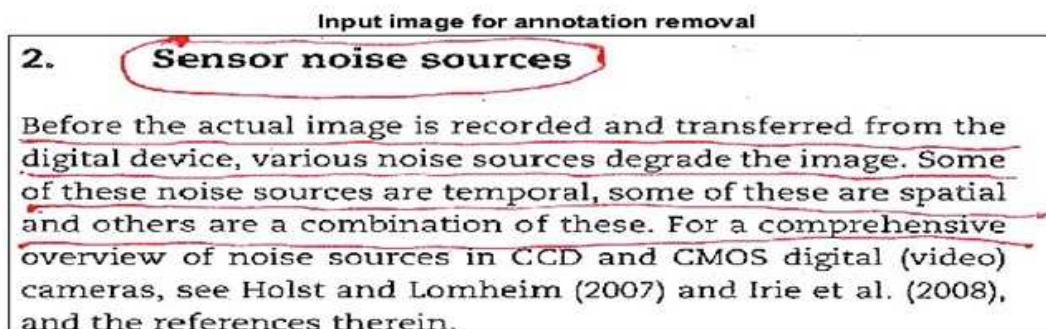 Input image for annotation removal
2. Sensor noise sources
Before the actual image is recorded and transferred from the
digital device, various noise sources degrade the image. Some
of these noise sources are temporal, some of these are spatial
and others are a combination of these. For a comprehensive
overview of noise sources in CCD and CMOS digital (video)
cameras, see Holst and Lomheim (2007) and Irie et al. (2008),
and the references therein.